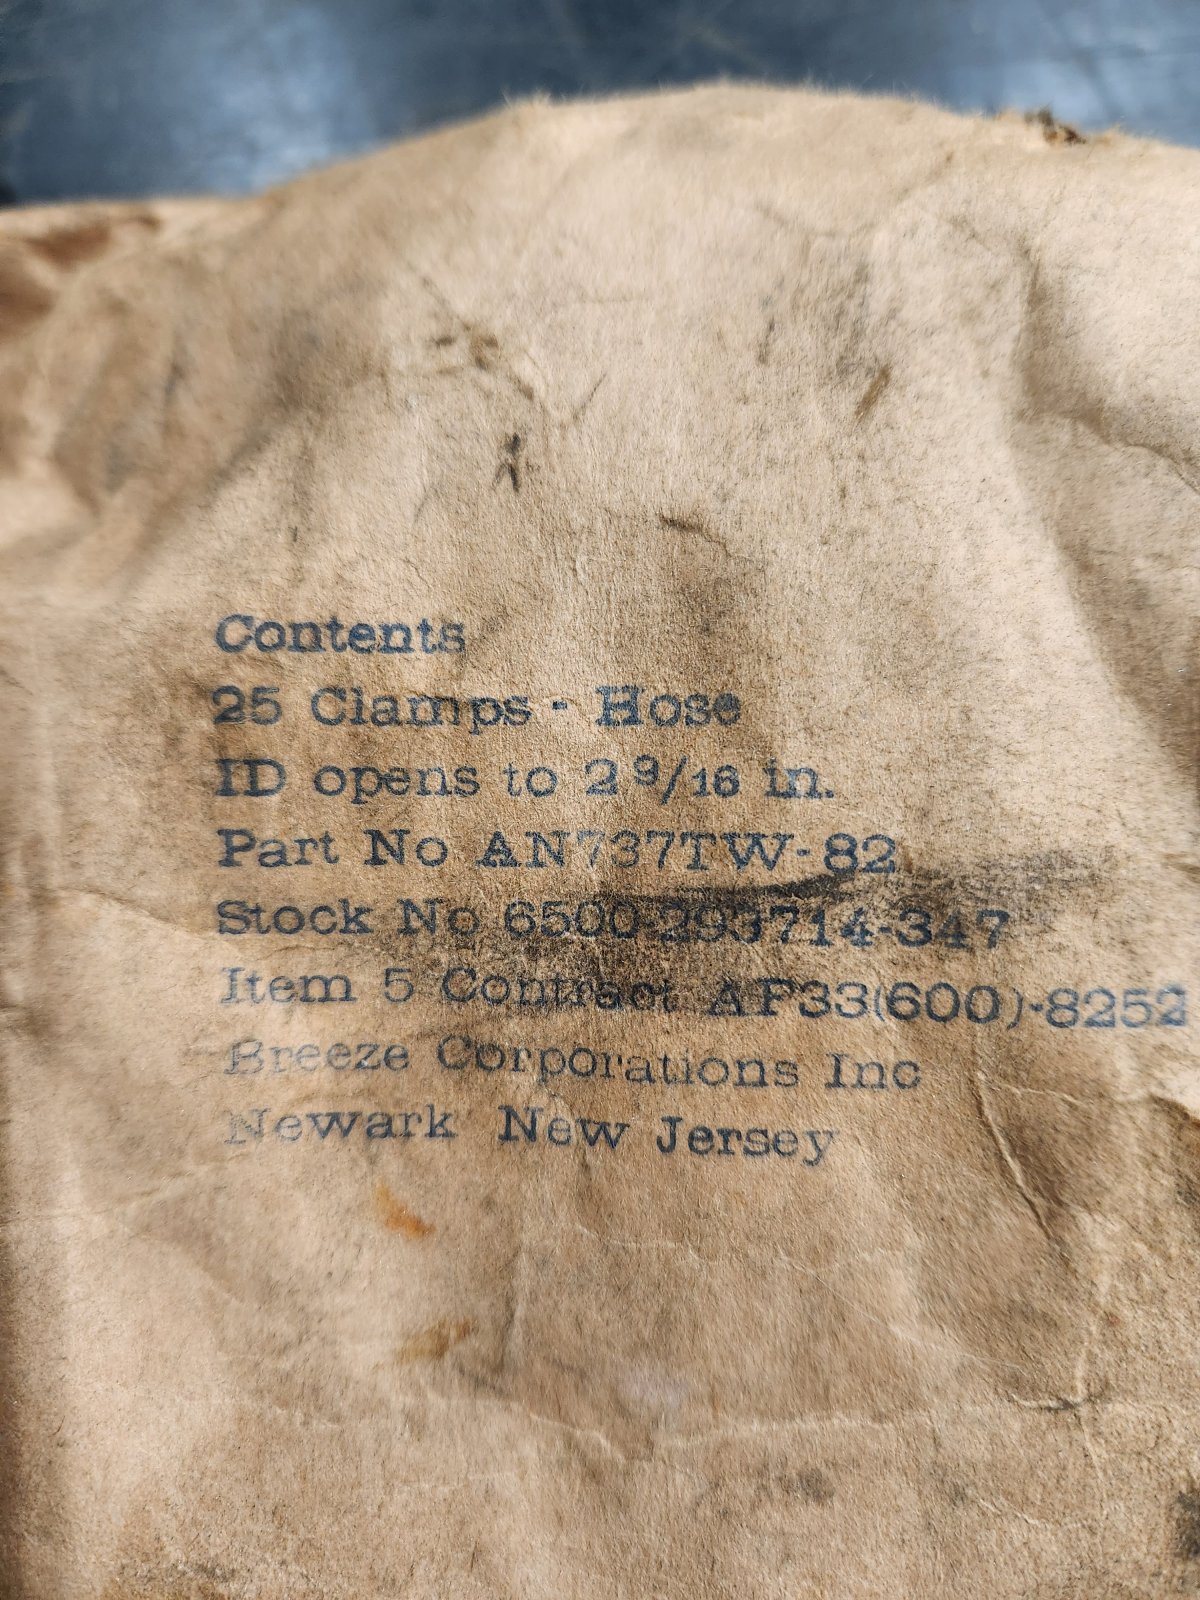 Contents
25 Clamps - Hose
ID opens to 2 9/16 in.
Part No AN737TW-82
Stock No 6500-293714-347
Item 5 Contract AF33(600)-8252
Breeze Corporations Inc
Newark New Jersey